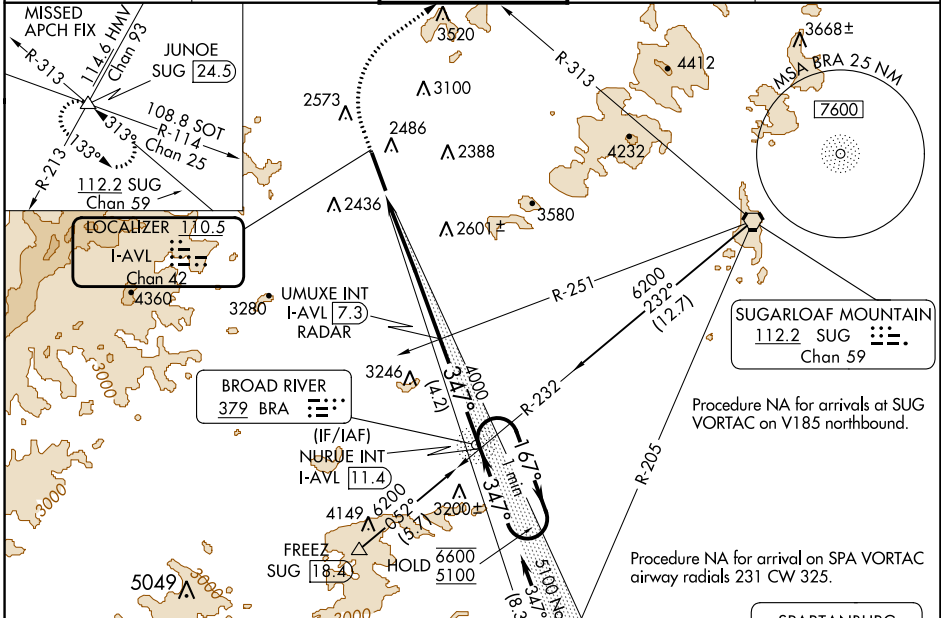 MISSED
APCH FIX
114.6 HMV
Chan 93
R-313
JUNOE
SUG 24.5
108.8 SOT
R-114
Chan 25
313°
133°
R-213
112.2 SUG
Chan 59
3520
3100
2573
2486
2388
2436
2601±
R-313
4412
4232
3580
3668±
MSA BRA 25 NM
7600
LOCALIZER 110.5
I-AVL
Chan 42
4360
3280
UMUXE INT
I-AVL 7.3
RADAR
R-251
6200
232°
(12.7)
SUGARLOAF MOUNTAIN
112.2 SUG
Chan 59
3000
3246
4000
347°
(4.2)
R-232
BROAD RIVER
379 BRA
Procedure NA for arrivals at SUG
VORTAC on V185 northbound.
(IF/IAF)
NURUE INT
I-AVL 11.4
167°
1 min
347°
R-205
3000
4149
6200
052°
(5.7)
3200±
FREEZ
SUG 18.4
HOLD
6600
5100
5100
347°
Procedure NA for arrival on SPA VORTAC
airway radials 231 CW 325.
5049
3000
3000
SPARTANBURG